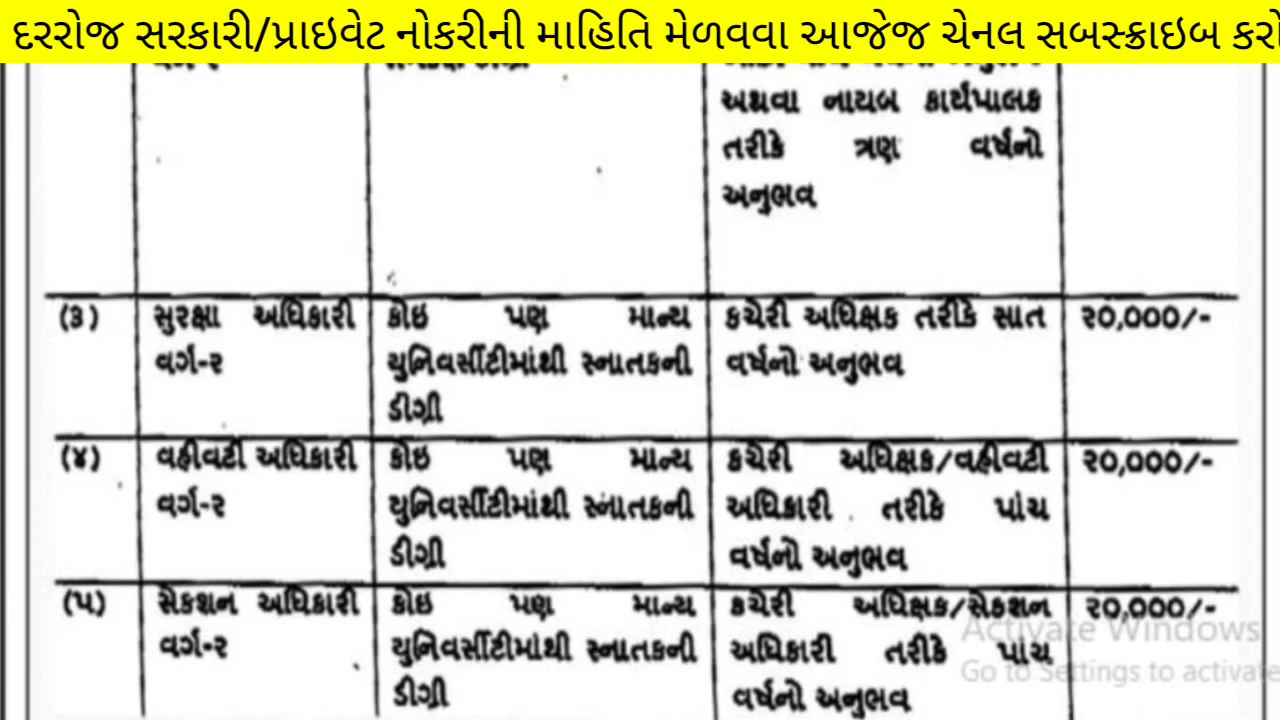 દરરોજ સરકારી/પ્રાઇવેટ નોકરીની માહિતિ મેળવવા આજેજ ચેનલ સબસ્ક્રાઇબ કરો
અથવા નાયબ કાર્યપાલક
તરીકે ત્રણ વર્ષનો
અનુભવ
(૩) સુરક્ષા અધિકારી કોઇ પણ માન્ય કચેરી અધિક્ષક તરીકે સાત ૨૦,૦૦૦/-
વર્ગ-૨ યુનિવર્સીટીમાંથી સ્નાતકની વર્ષનો અનુભવ
ડીગ્રી
(૪) વહીવટી અધિકારી કોઇ પણ માન્ય કચેરી અધિક્ષક/વહીવટી ૨૦,૦૦૦/-
વર્ગ-૨ યુનિવર્સીટીમાંથી સ્નાતકની અધિકારી તરીકે પાંચ
ડીગ્રી વર્ષનો અનુભવ
(૫) સેકશન અધિકારી કોઇ પણ માન્ય કચેરી અધિક્ષક/સેકશન ૨૦,૦૦૦/-
વર્ગ-૨ યુનિવર્સીટીમાંથી સ્નાતકની અધિકારી તરીકે પાંચ
ડીગ્રી વર્ષનો અનુભવ
Activate Windows
Go to Settings to activate